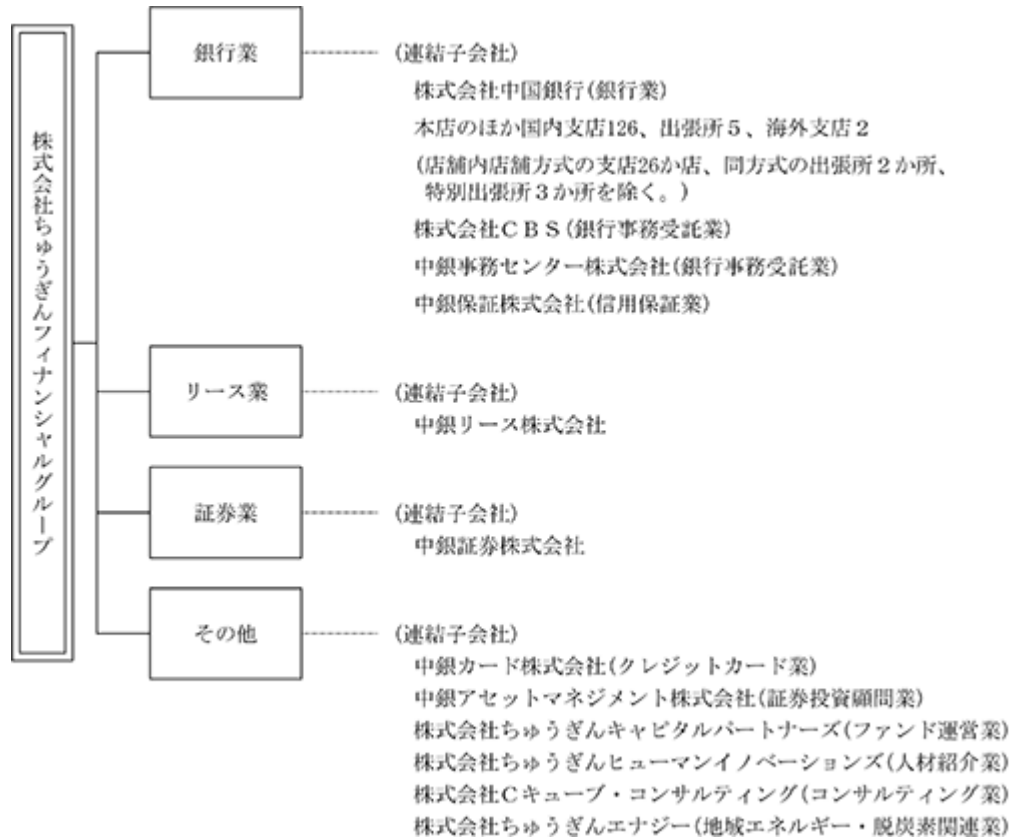 株式会社ちゅうぎんフィナンシャルグループ
銀行業
(連結子会社)
株式会社中国銀行(銀行業)
本店のほか国内支店126、出張所5、海外支店2
(店舗内店舗方式の支店26か店、同方式の出張所2か所、
特別出張所3か所を除く。)
株式会社CBS(銀行事務受託業)
中銀事務センター株式会社(銀行事務受託業)
中銀保証株式会社(信用保証業)
リース業
(連結子会社)
中銀リース株式会社
証券業
(連結子会社)
中銀証券株式会社
その他
(連結子会社)
中銀カード株式会社(クレジットカード業)
中銀アセットマネジメント株式会社(証券投資顧問業)
株式会社ちゅうぎんキャピタルパートナーズ(ファンド運営業)
株式会社ちゅうぎんヒューマンイノベーションズ(人材紹介業)
株式会社Cキューブ・コンサルティング(コンサルティング業)
株式会社ちゅうぎんエナジー(地域エネルギー・脱炭素関連業)